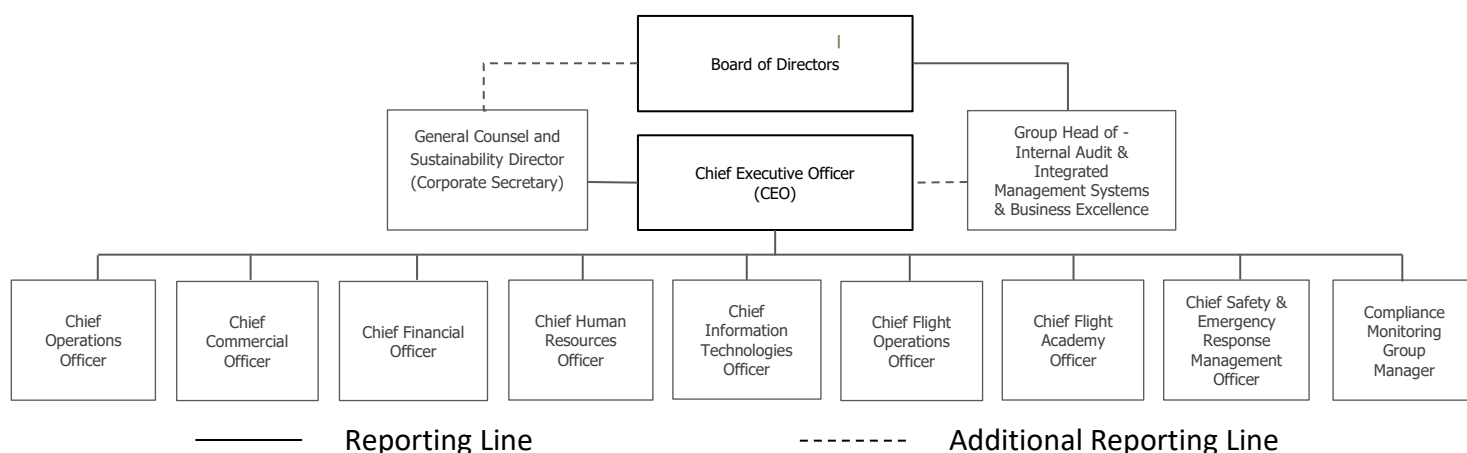 Board of Directors
General Counsel and
Sustainability Director
(Corporate Secretary)
Chief Executive Officer
(CEO)
Group Head of -
Internal Audit &
Integrated
Management Systems
& Business Excellence
Chief
Operations
Officer
Chief
Commercial
Officer
Chief Financial
Officer
Chief Human
Resources
Officer
Chief
Information
Technologies
Officer
Chief Flight
Operations
Officer
Chief Flight
Academy
Officer
Chief Safety &
Emergency
Response
Management
Officer
Compliance
Monitoring
Group
Manager
Reporting Line
Additional Reporting Line